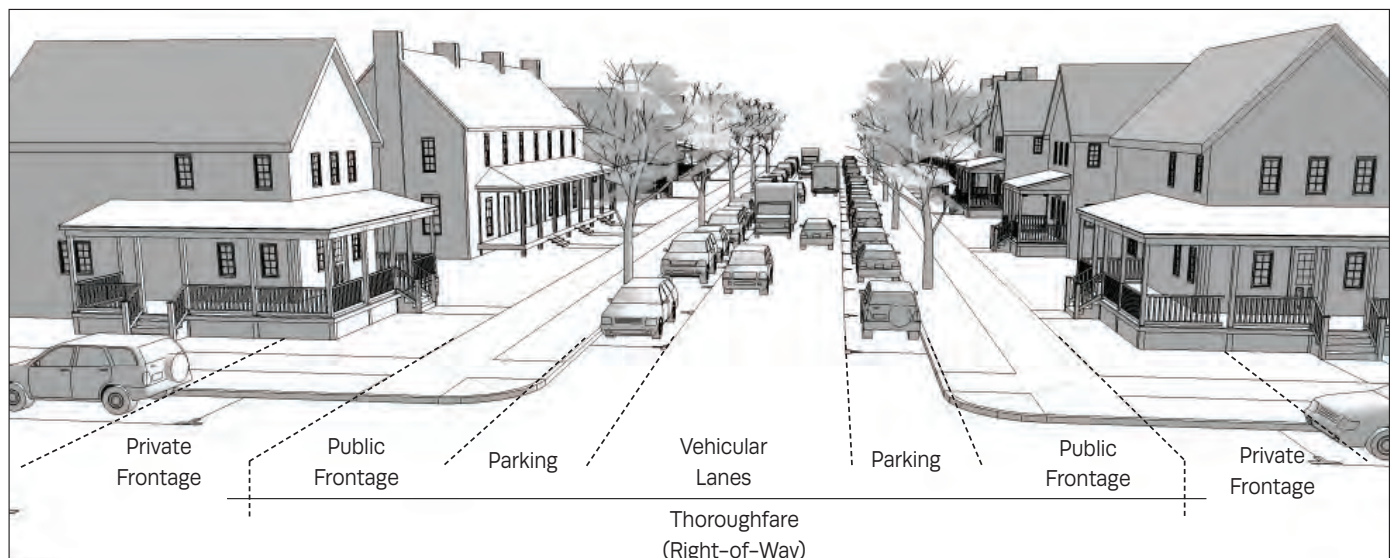 Private
Frontage
Public
Frontage
Parking
Vehicular
Lanes
Parking
Public
Frontage
Private
Frontage
Thoroughfare
(Right-of-Way)